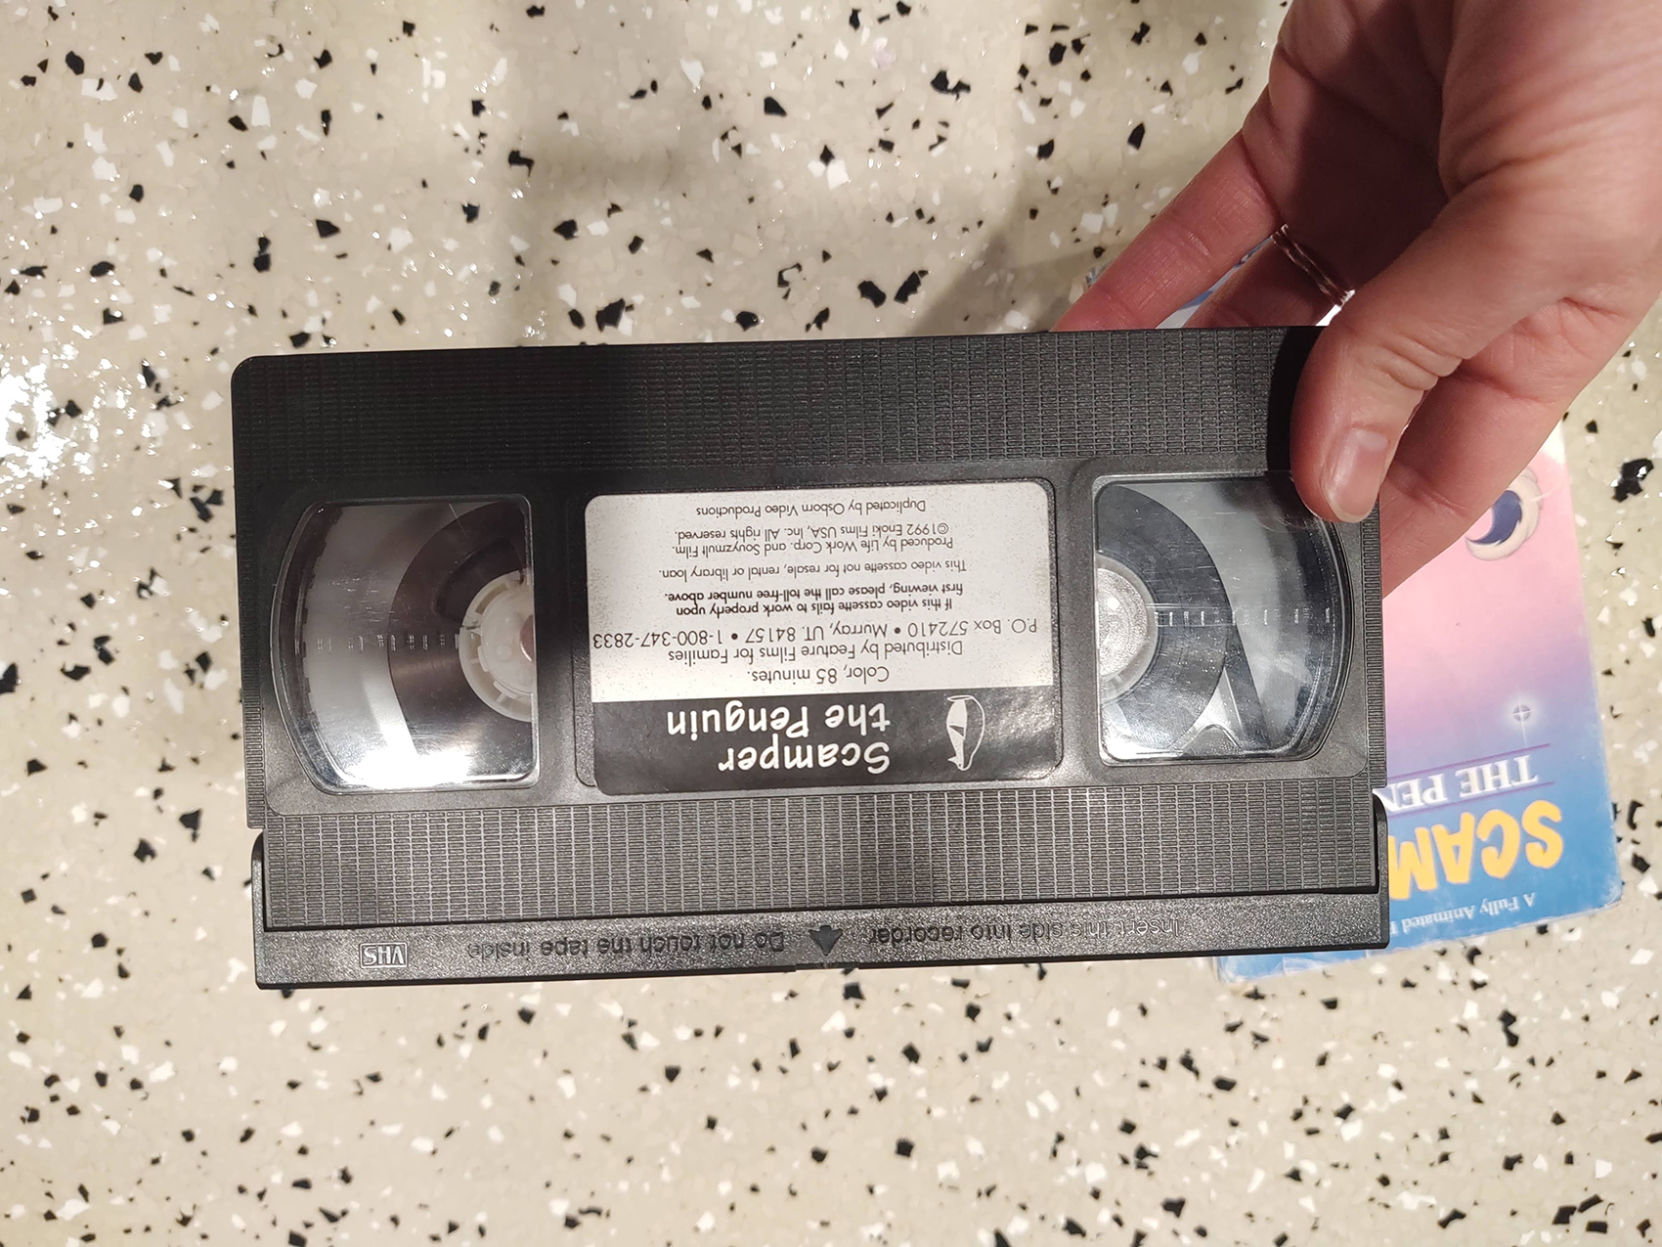 Scamper
the Penguin
Color, 85 minutes.
Distributed by Feature Films for Families
P.O. Box 572410 • Murray, UT. 84157 • 1-800-347-2833
If this video cassette fails to work properly upon
first viewing, please call the toll-free number above.
This video cassette not for resale, rental or library loan.
Produced by Life Work Corp. and Souyzmult Film.
©1992 Enoki Films USA, Inc. All rights reserved.
Duplicated by Osborn Video Productions
Insert this side into recorder
Do not touch the tape inside
VHS
A Fully Animated
SCAM
THE PEN